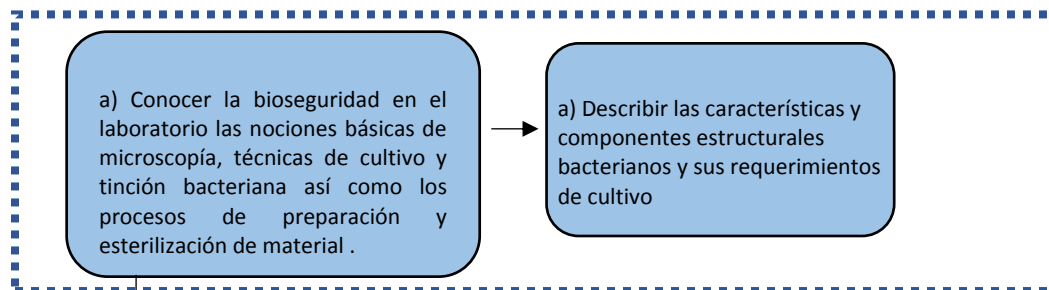 a) Conocer la bioseguridad en el
laboratorio las nociones básicas de
microscopía, técnicas de cultivo y
tinción bacteriana así como los
procesos de preparación y
esterilización de material .
a) Describir las características y
componentes estructurales
bacterianos y sus requerimientos
de cultivo